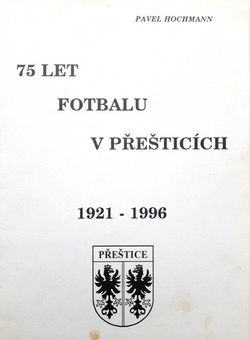 PAVEL HOCHMANN
75 LET
FOTBALU
V PŘEŠTICÍCH
1921 - 1996
PŘEŠTICE